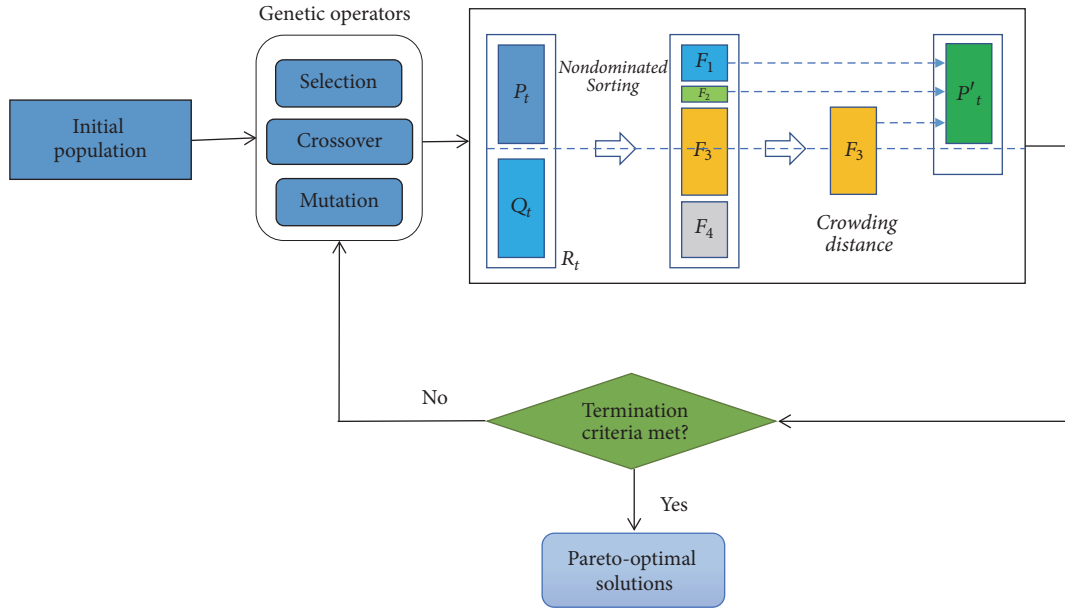 Genetic operators
Initial
population
Selection
Crossover
Mutation
P_t
Q_t
R_t
Nondominated
Sorting
F_1
F_2
F_3
F_4
F_3
Crowding
distance
P'_t
No
Termination
criteria met?
Yes
Pareto-optimal
solutions